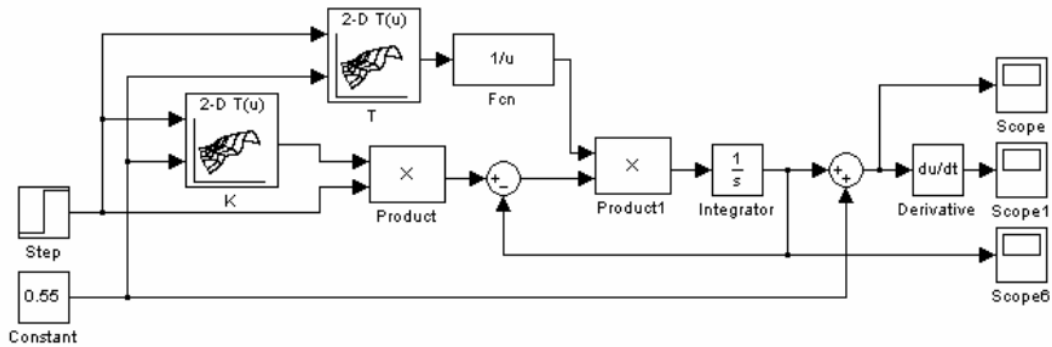 2-D T(u)
T
1/u
Fcn
2-D T(u)
K
×
Product
+
−
×
Product1
1
s
Integrator
+
+
du/dt
Derivative
Scope
Scope1
Scope6
Step
0.55
Constant